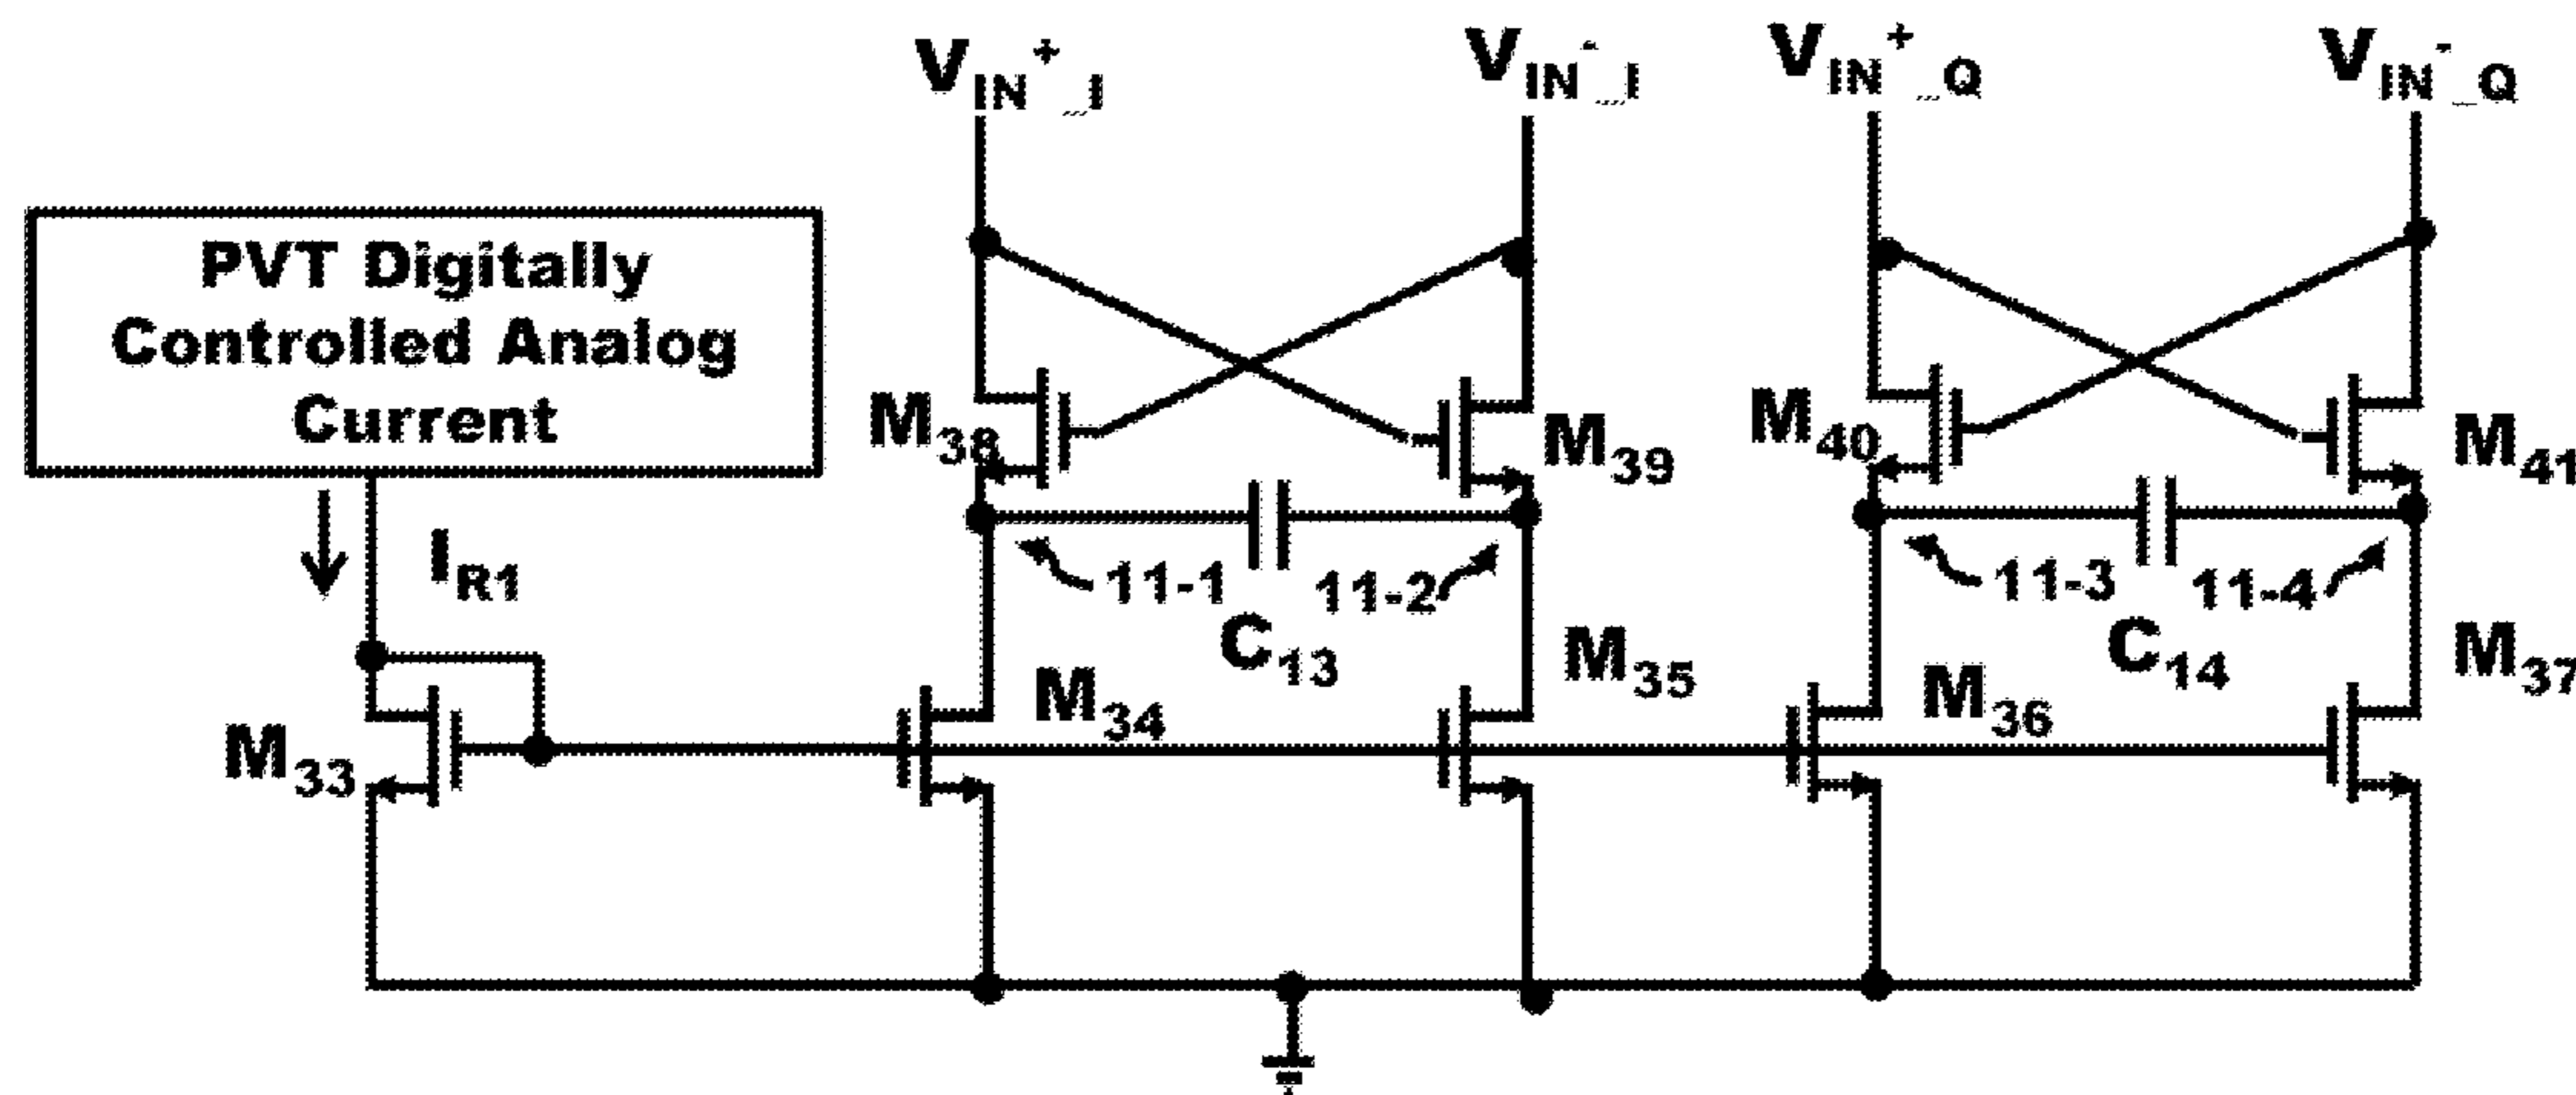 V_IN^+_I V_IN^-_I V_IN^+_Q V_IN^-_Q
PVT Digitally
Controlled Analog
Current
M38 M39 M40 M41
I_R1
11-1 11-2 11-3 11-4
C13 C14
M33 M34 M35 M36 M37